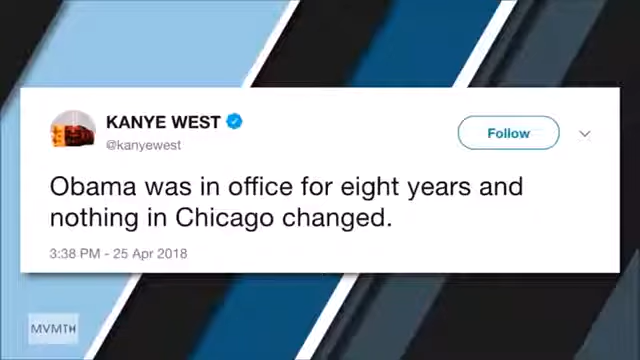 KANYE WEST
@kanyewest
Follow
Obama was in office for eight years and
nothing in Chicago changed.
3:38 PM - 25 Apr 2018
MVMTH